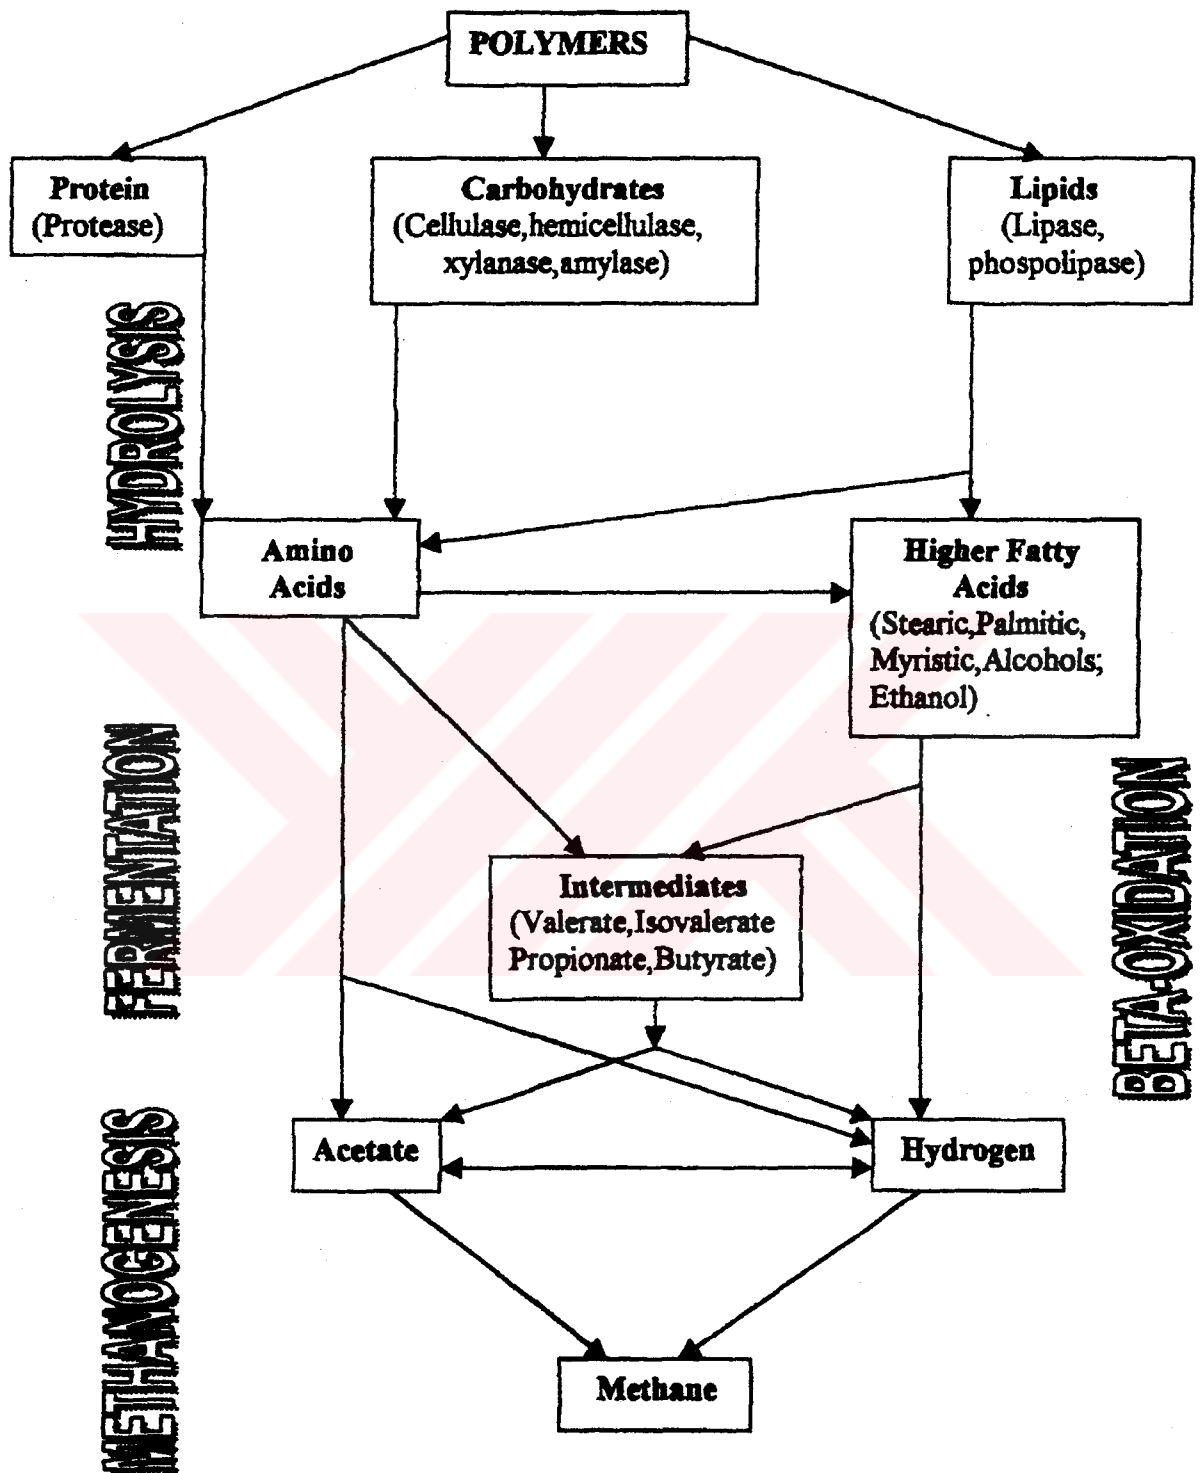 POLYMERS
Protein
(Protease)
Carbohydrates
(Cellulase,hemicellulase,
xylanase,amylase)
Lipids
(Lipase,
phospolipase)
HYDROLYSIS
Amino
Acids
Higher Fatty
Acids
(Stearic,Palmitic,
Myristic,Alcohols;
Ethanol)
FERMENTATION
BETA-OXIDATION
Intermediates
(Valerate,Isovalerate
Propionate,Butyrate)
METHANOGENESIS
Acetate
Hydrogen
Methane